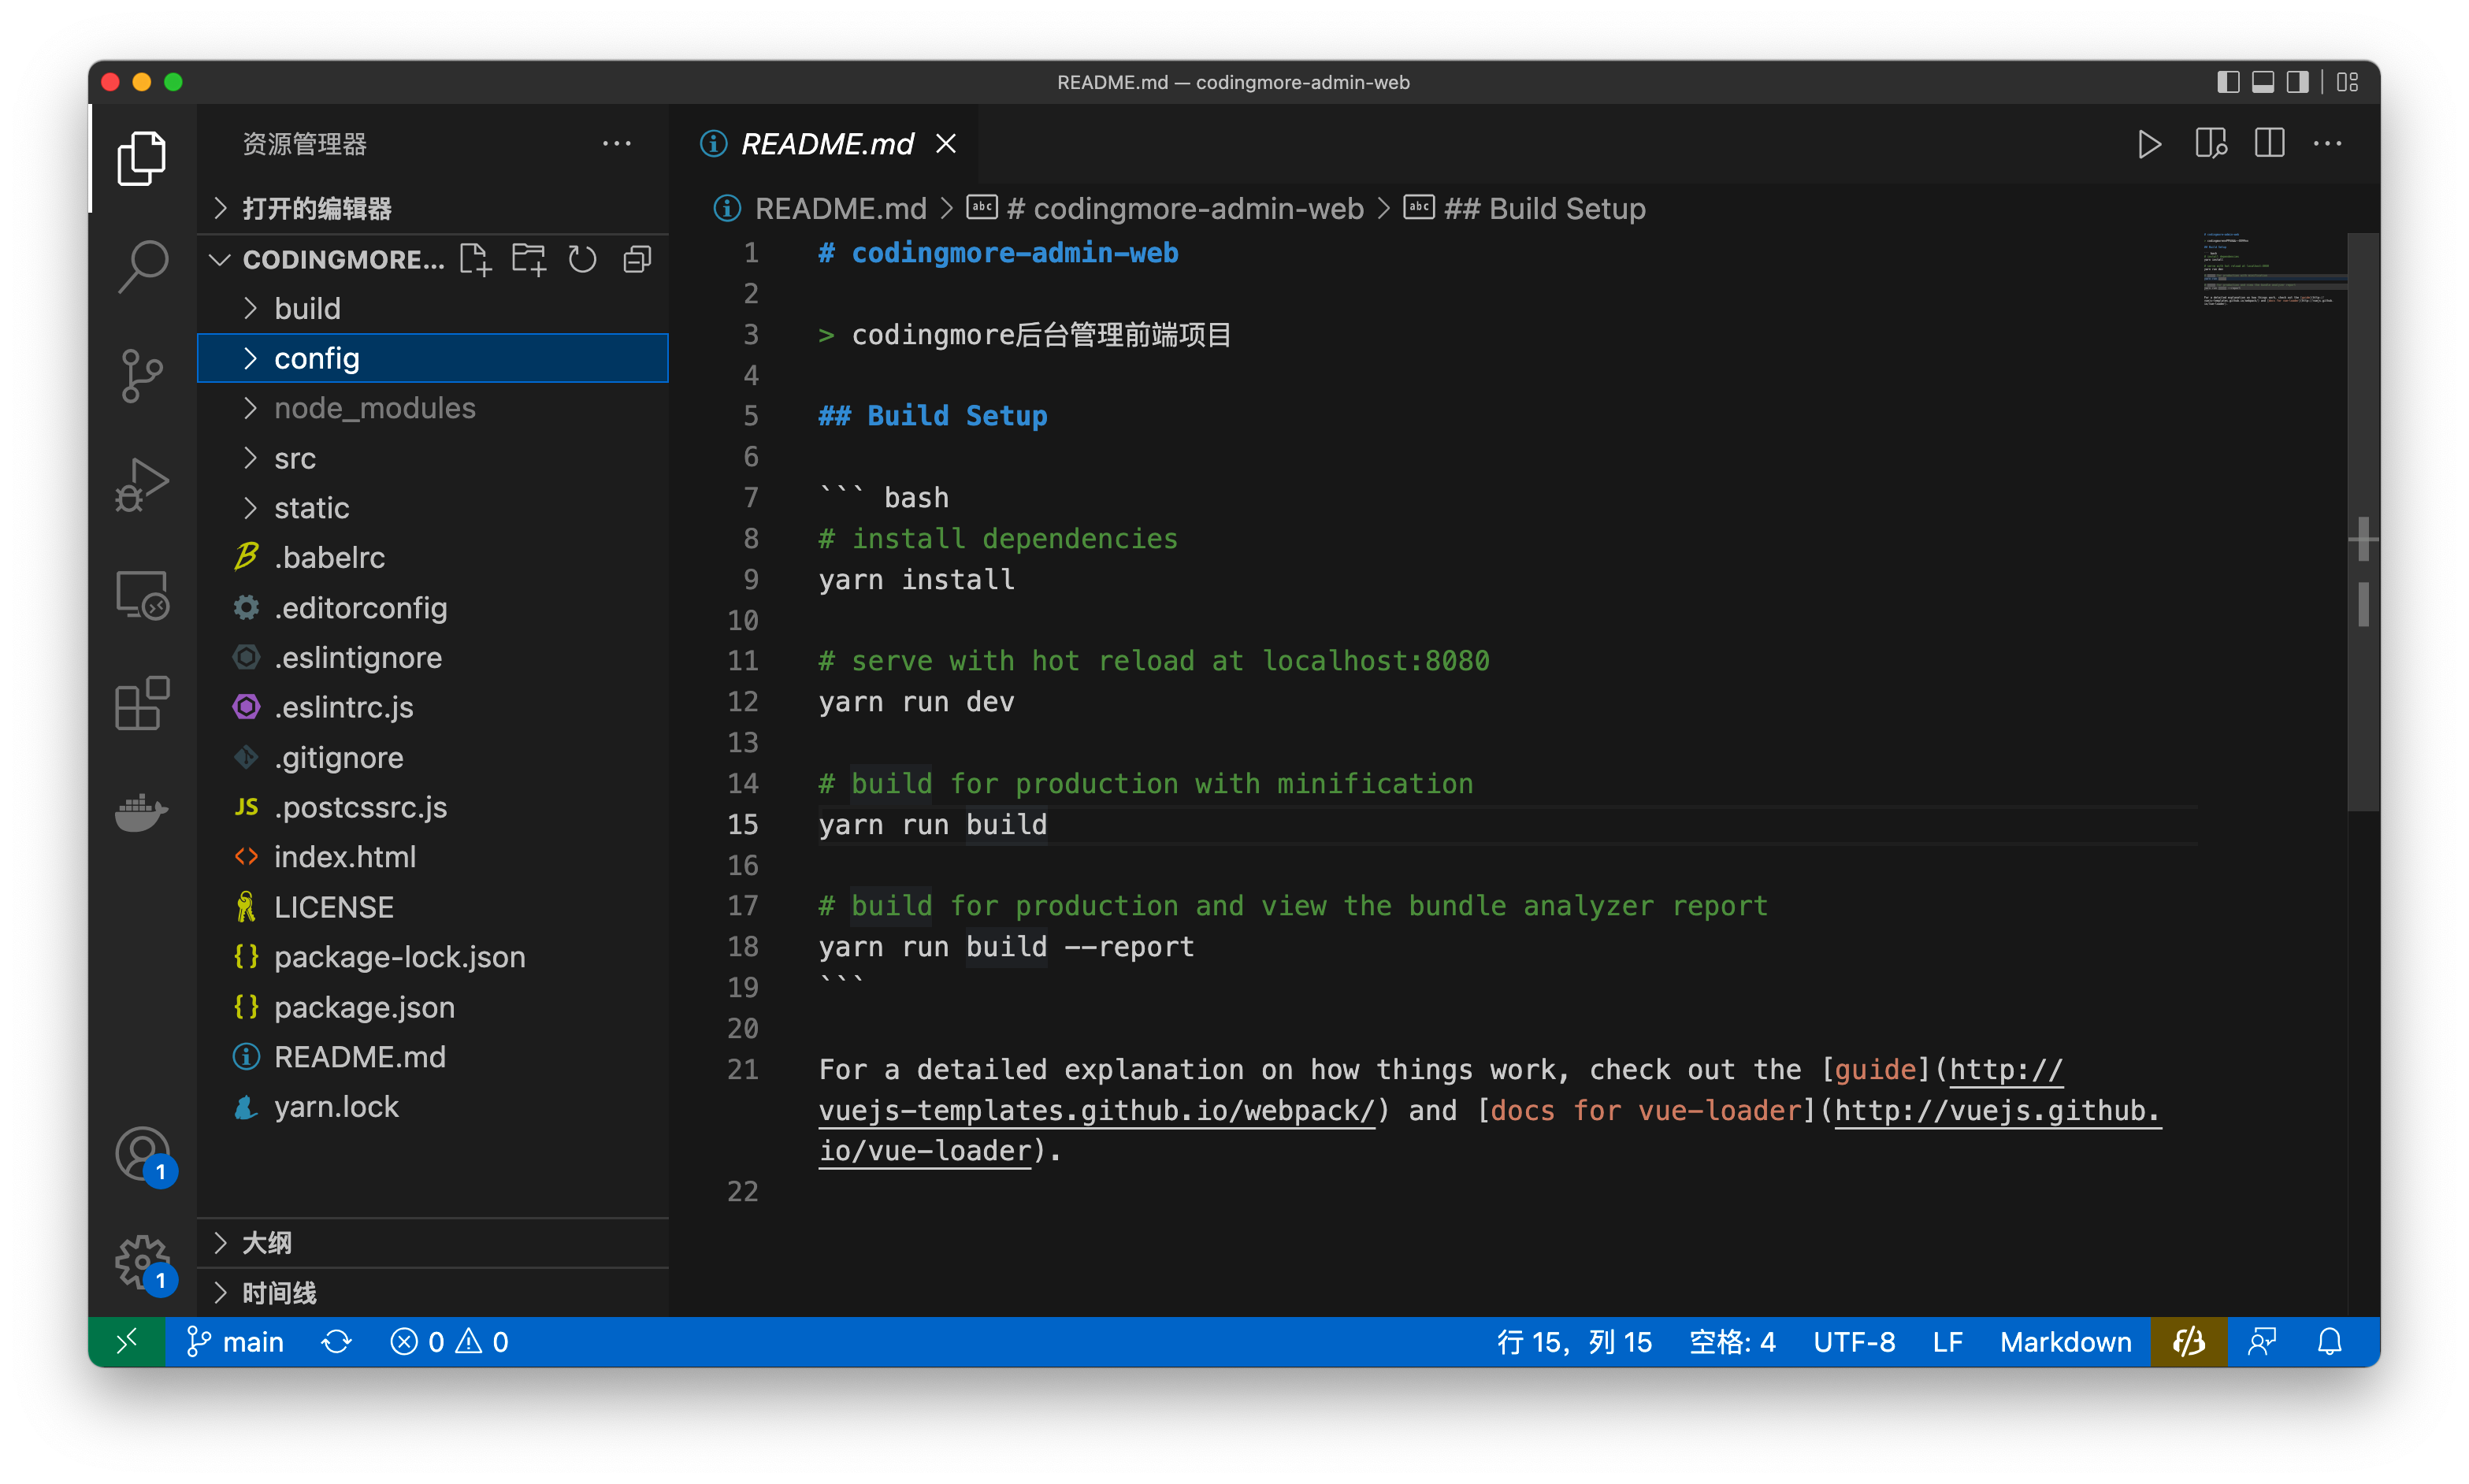 README.md — codingmore-admin-web
资源管理器
打开的编辑器
CODINGMORE...
build
config
node_modules
src
static
.babelrc
.editorconfig
.eslintignore
.eslintrc.js
.gitignore
JS .postcssrc.js
index.html
LICENSE
package-lock.json
package.json
README.md
yarn.lock
大纲
时间线
1
1
README.md
README.md > # codingmore-admin-web > ## Build Setup
1 # codingmore-admin-web
2
3 > codingmore后台管理前端项目
4
5 ## Build Setup
6
7 ``` bash
8 # install dependencies
9 yarn install
10
11 # serve with hot reload at localhost:8080
12 yarn run dev
13
14 # build for production with minification
15 yarn run build
16
17 # build for production and view the bundle analyzer report
18 yarn run build --report
19 ```
20
21 For a detailed explanation on how things work, check out the [guide](http://
vuejs-templates.github.io/webpack/) and [docs for vue-loader](http://vuejs.github.
io/vue-loader).
22
main 0 0 行 15，列 15 空格: 4 UTF-8 LF Markdown